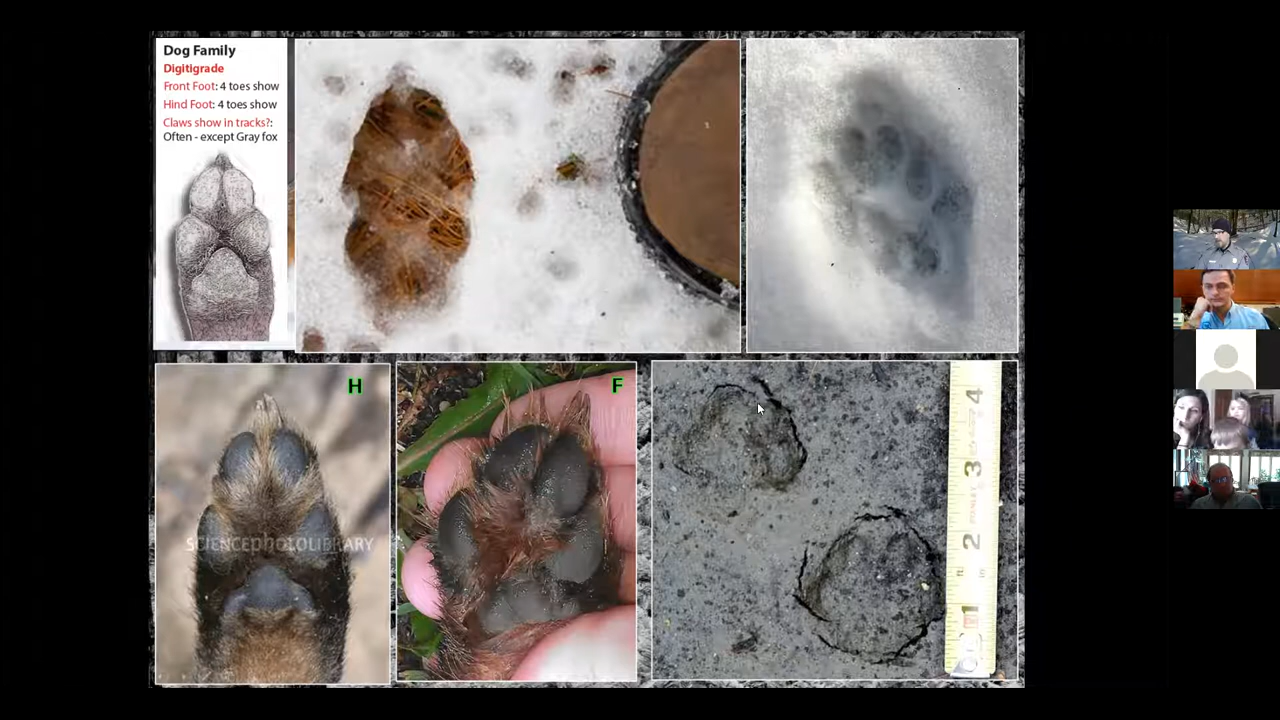 Dog Family
Digitigrade
Front Foot: 4 toes show
Hind Foot: 4 toes show
Claws show in tracks?:
Often - except Gray fox
H
F
SCIENCEPHOTOLIBRARY
4
3
STANLEY
2
1